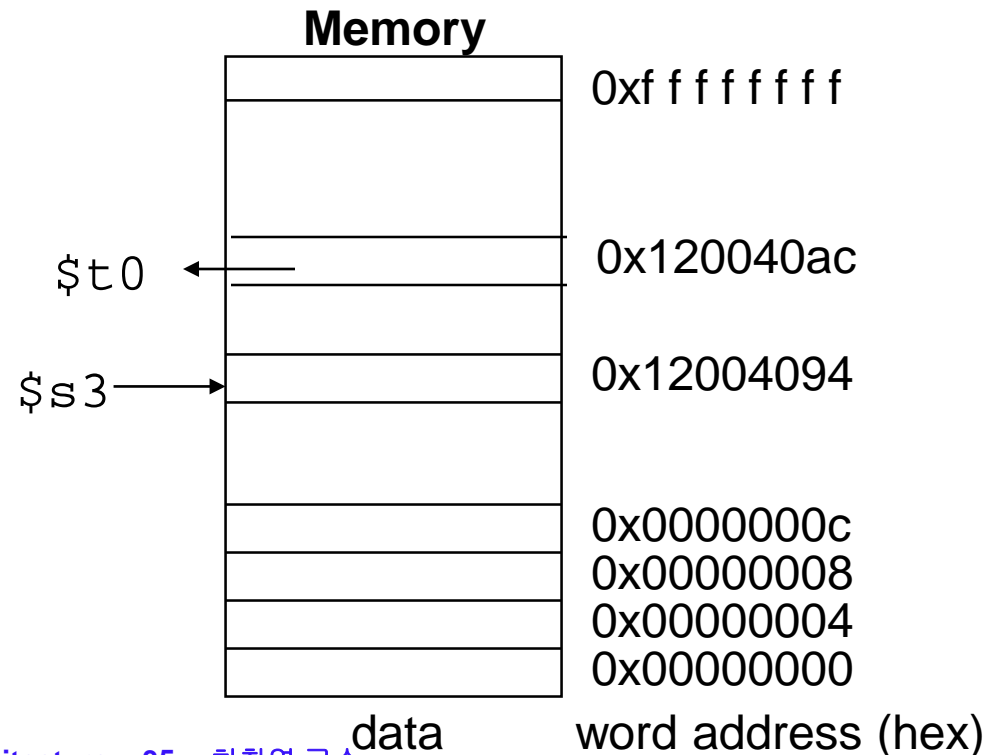 Memory
0xf f f f f f f f
$t0
0x120040ac
$s3
0x12004094
0x0000000c
0x00000008
0x00000004
0x00000000
data word address (hex)